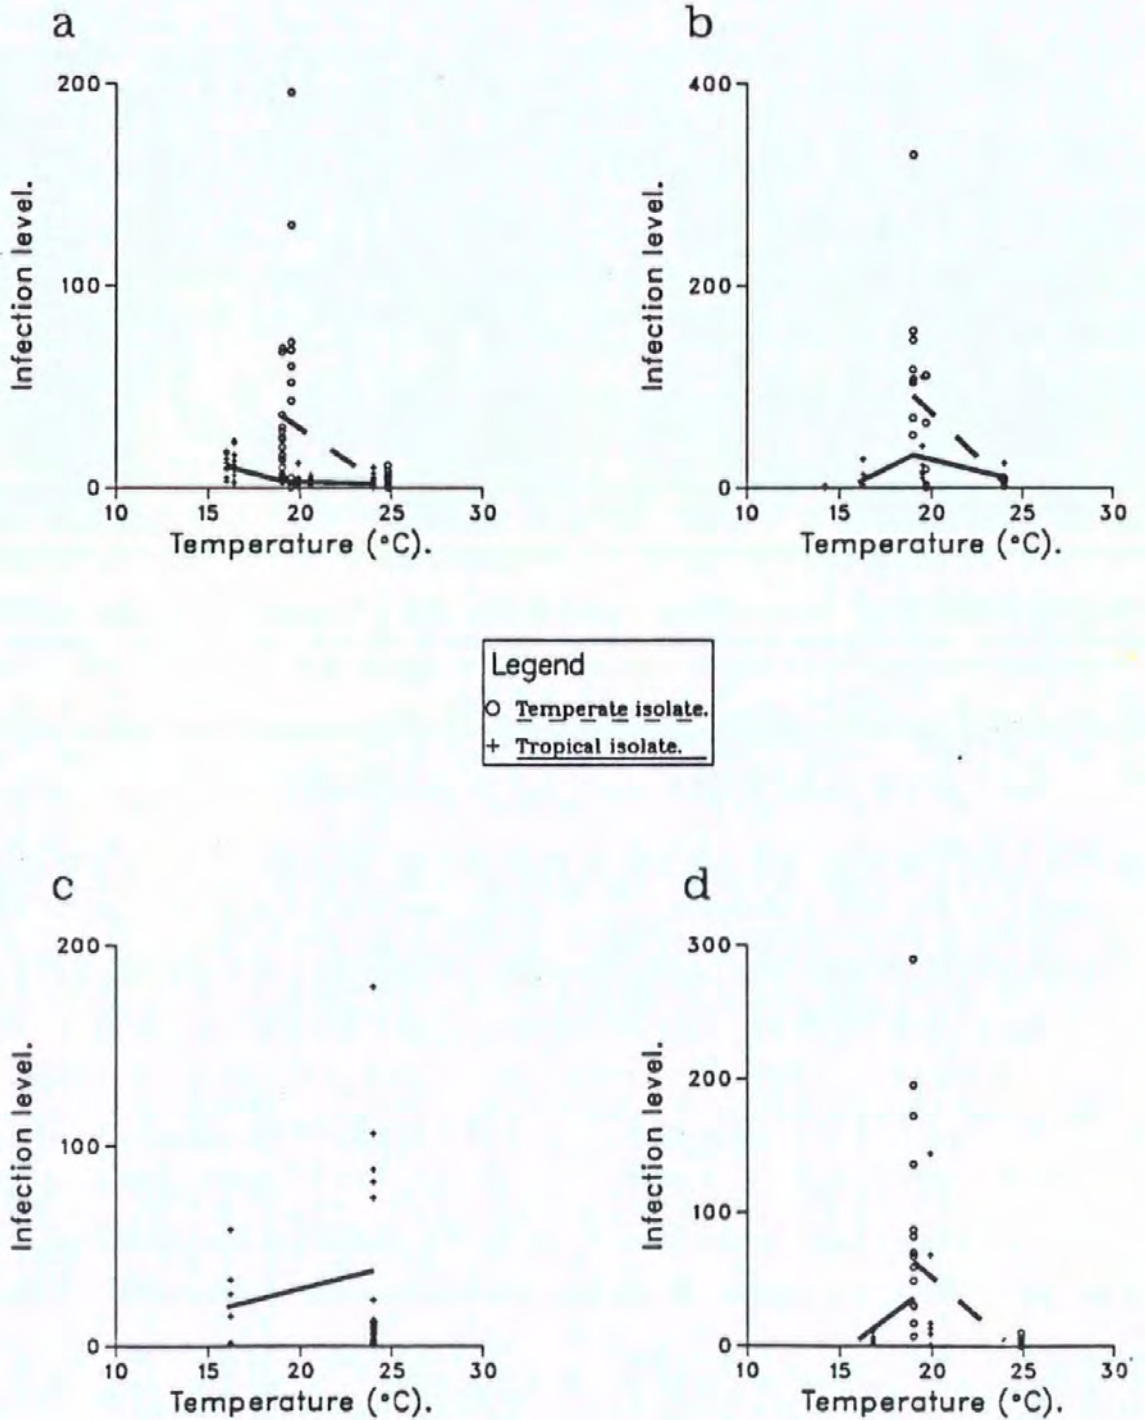 a
200
100
0
Infection level.
10 15 20 25 30
Temperature (°C).
b
400
200
0
Infection level.
10 15 20 25 30
Temperature (°C).
Legend
Temperate isolate.
Tropical isolate.
c
200
100
0
Infection level.
10 15 20 25 30
Temperature (°C).
d
300
200
100
0
Infection level.
10 15 20 25 30
Temperature (°C).